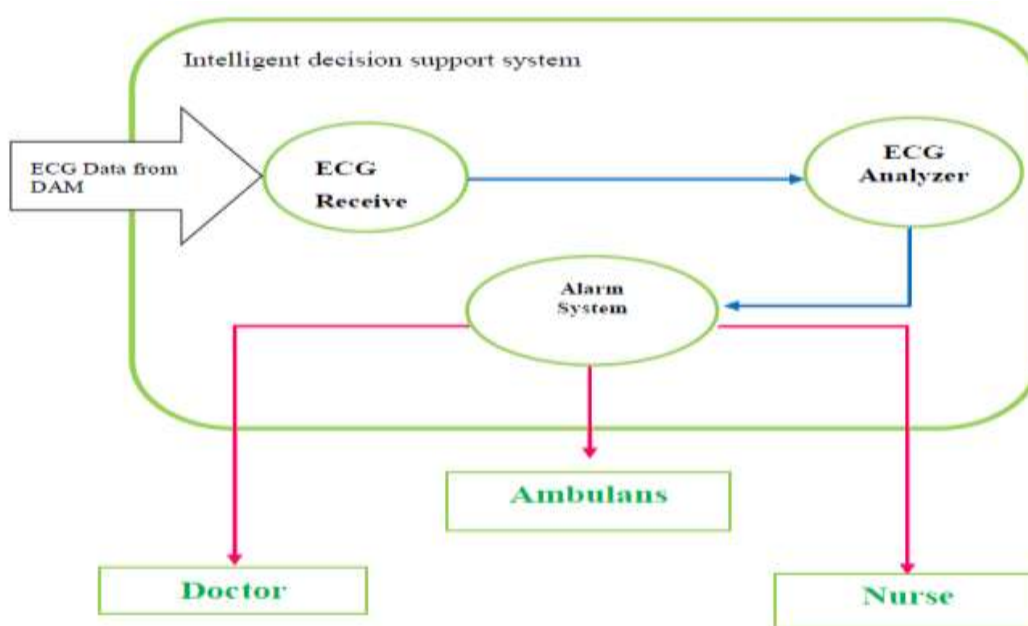 Intelligent decision support system
ECG Data from
DAM
ECG
Receive
ECG
Analyzer
Alarm
System
Ambulans
Doctor
Nurse